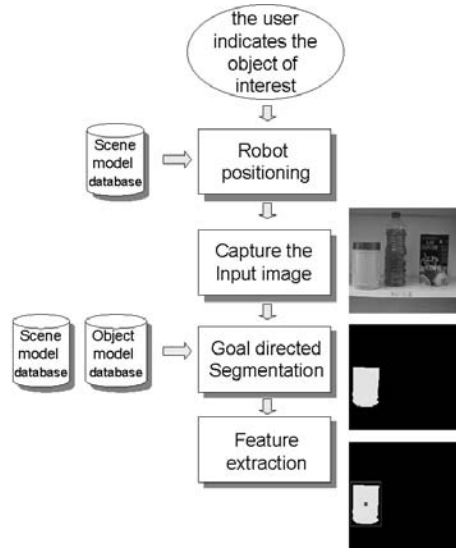 the user
indicates the
object of
interest
Scene
model
database
Robot
positioning
Capture the
Input image
Scene
model
database
Object
model
database
Goal directed
Segmentation
Feature
extraction